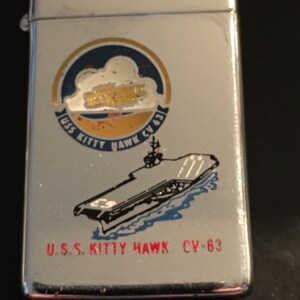 USS KITTY HAWK CV 63
U.S.S. KITTY HAWK CV-63